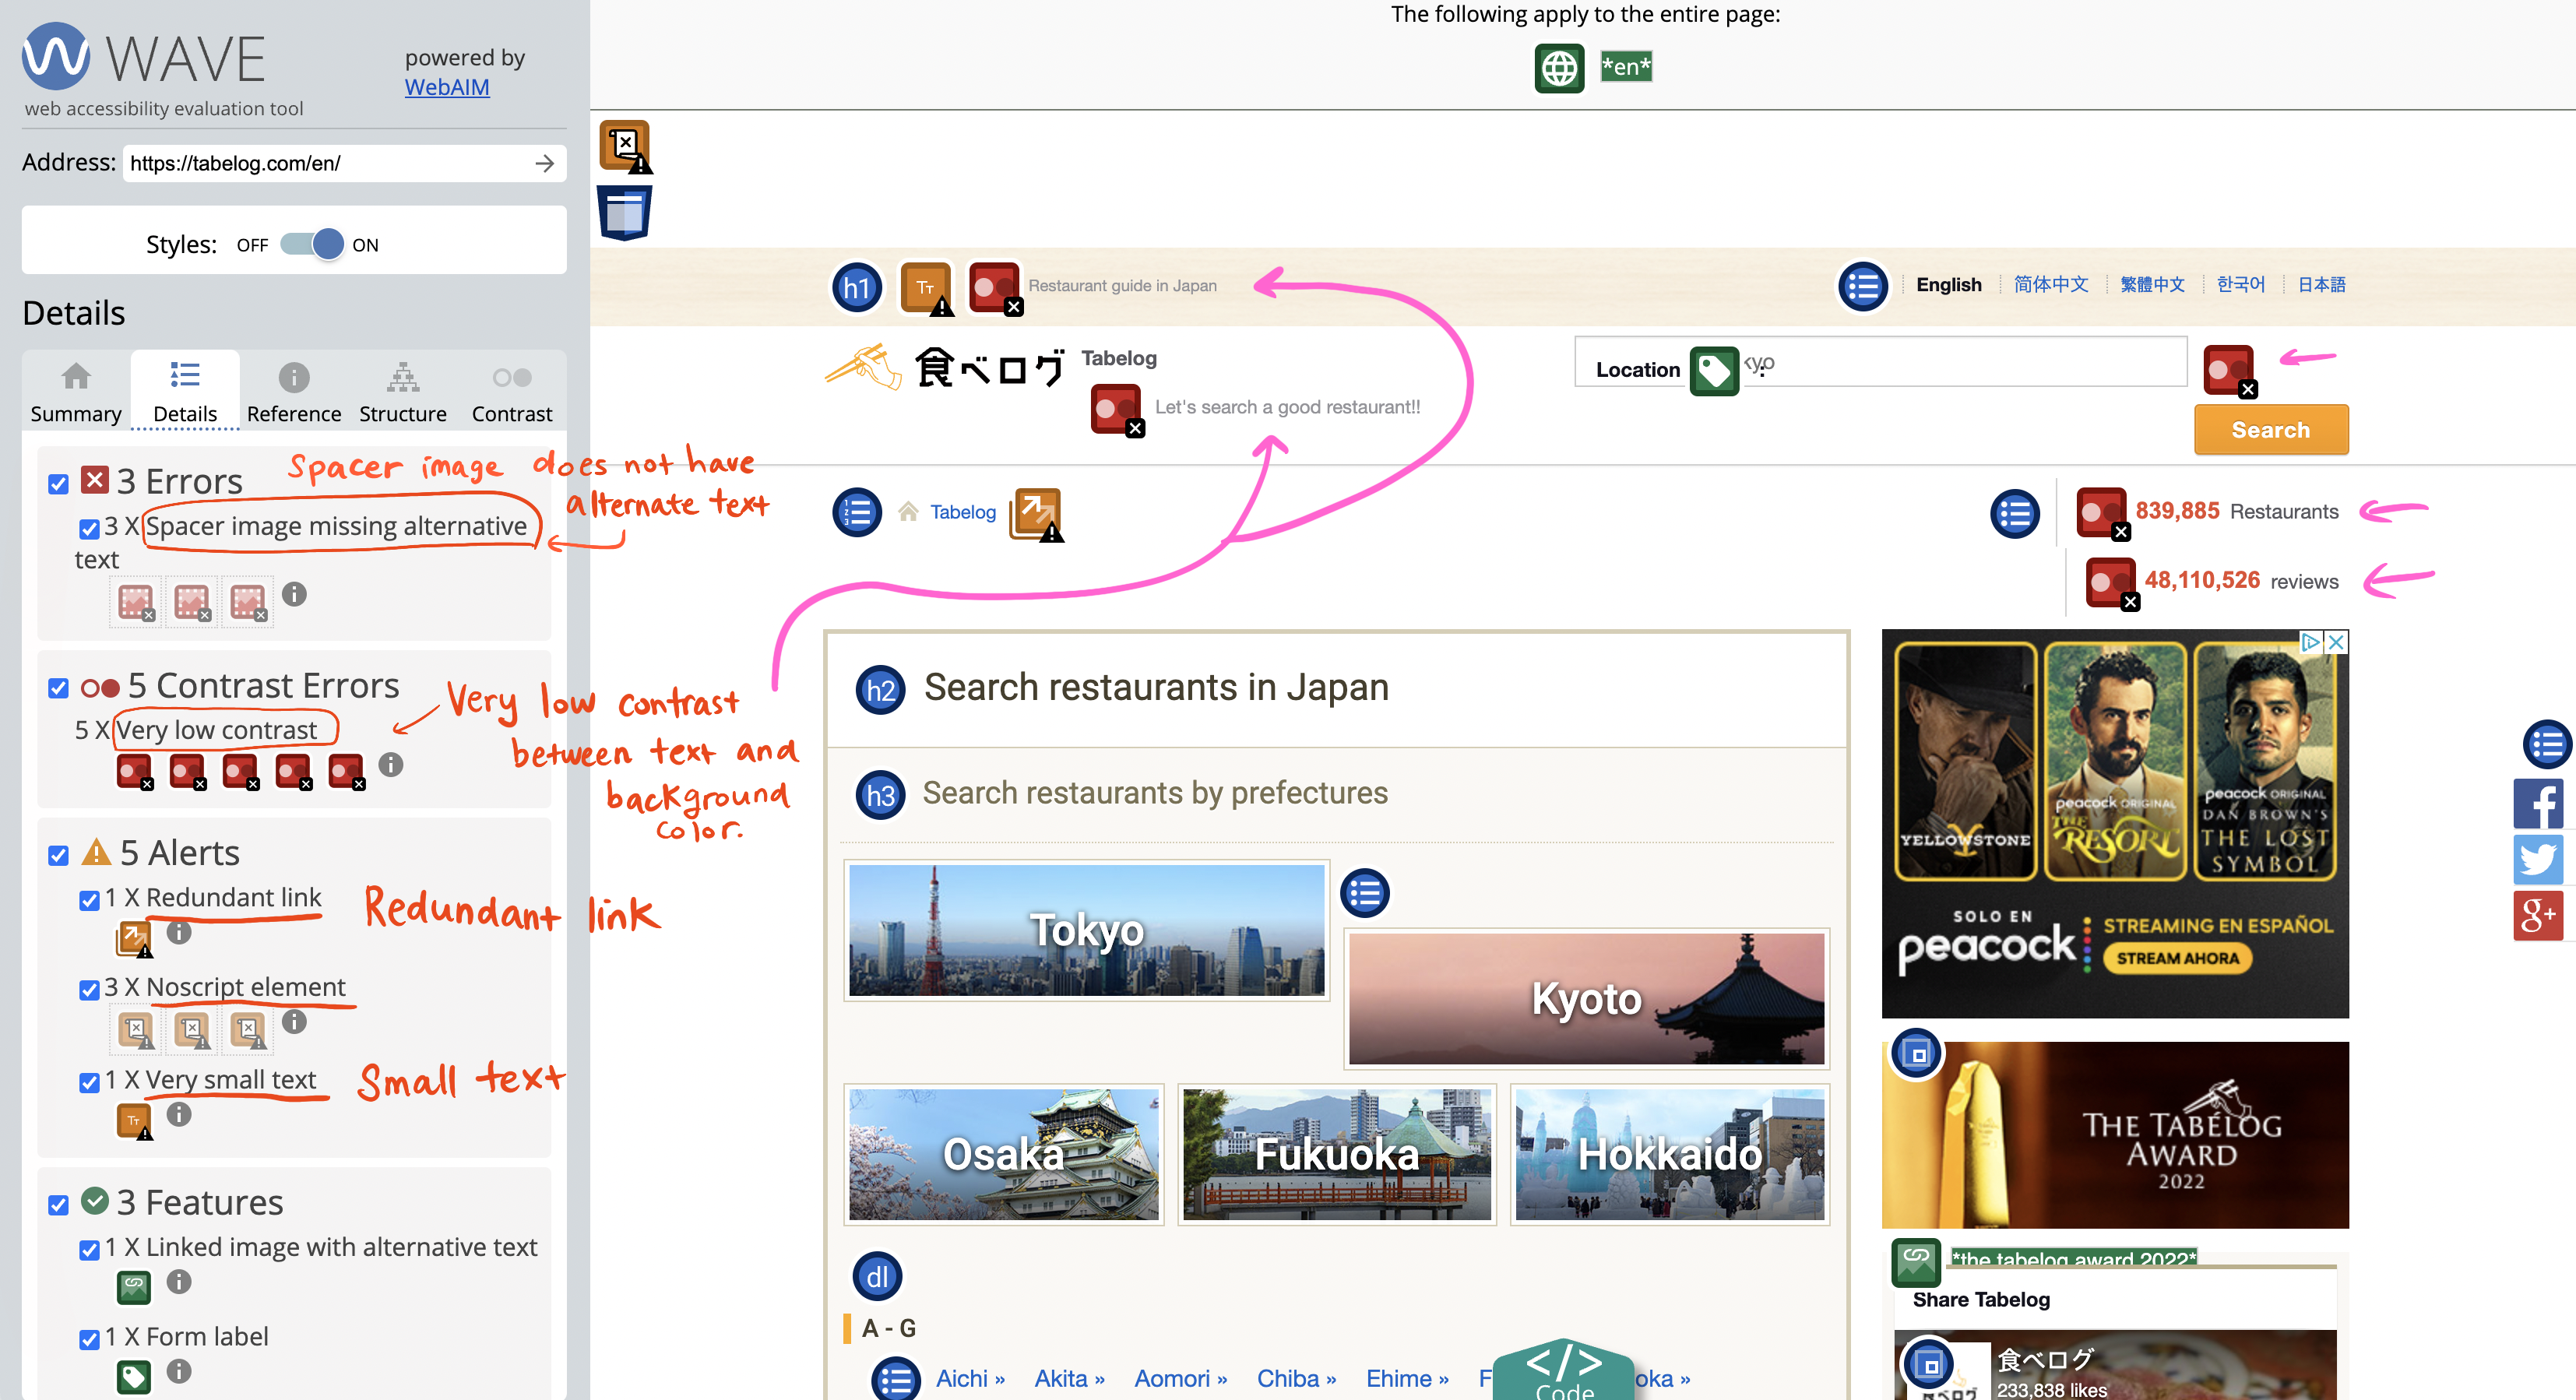 WAVE
web accessibility evaluation tool
powered by
WebAIM
Address: https://tabelog.com/en/
Styles: OFF ON
Details
Summary Details Reference Structure Contrast
3 Errors
3 X Spacer image missing alternative
text
Spacer image does not have
alternate text
5 Contrast Errors
5 X Very low contrast
Very low contrast
between text and
background
color.
5 Alerts
1 X Redundant link
Redundant link
3 X Noscript element
1 X Very small text
Small text
3 Features
1 X Linked image with alternative text
1 X Form label
The following apply to the entire page:
*en*
h1 Restaurant guide in Japan
English 简体中文 繁體中文 한국어 日本語
食べログ Tabelog
Let's search a good restaurant!!
Location
Search
Tabelog
839,885 Restaurants
48,110,526 reviews
h2 Search restaurants in Japan
h3 Search restaurants by prefectures
Tokyo
Kyoto
Osaka
Fukuoka
Hokkaido
dl
A - G
Aichi » Akita » Aomori » Chiba » Ehime »
</> Code
YELLOWSTONE
peacock ORIGINAL
THE RESORT
peacock ORIGINAL
DAN BROWN'S
THE LOST
SYMBOL
SOLO EN
peacock
STREAMING EN ESPAÑOL
STREAM AHORA
THE TABELOG
AWARD
2022
*the tabelog award 2022*
Share Tabelog
食べログ
233,838 likes
f
g+